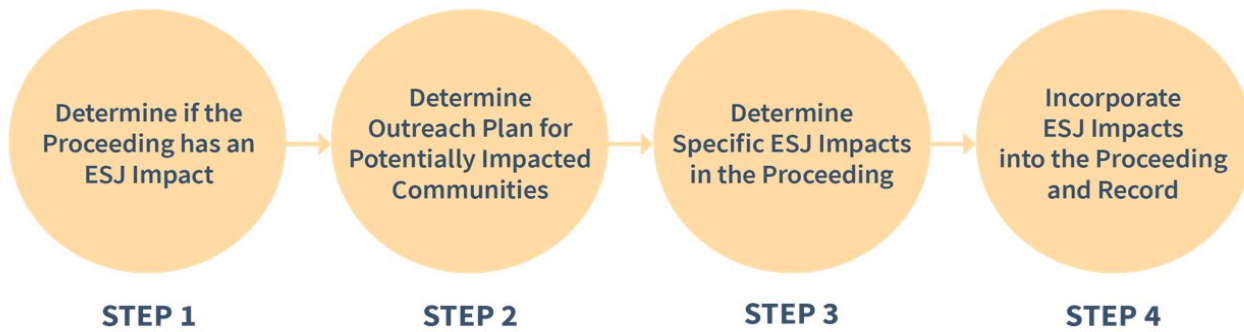 Determine if the
Proceeding has an
ESJ Impact
STEP 1
Determine
Outreach Plan for
Potentially Impacted
Communities
STEP 2
Determine
Specific ESJ Impacts
in the Proceeding
STEP 3
Incorporate
ESJ Impacts
into the Proceeding
and Record
STEP 4